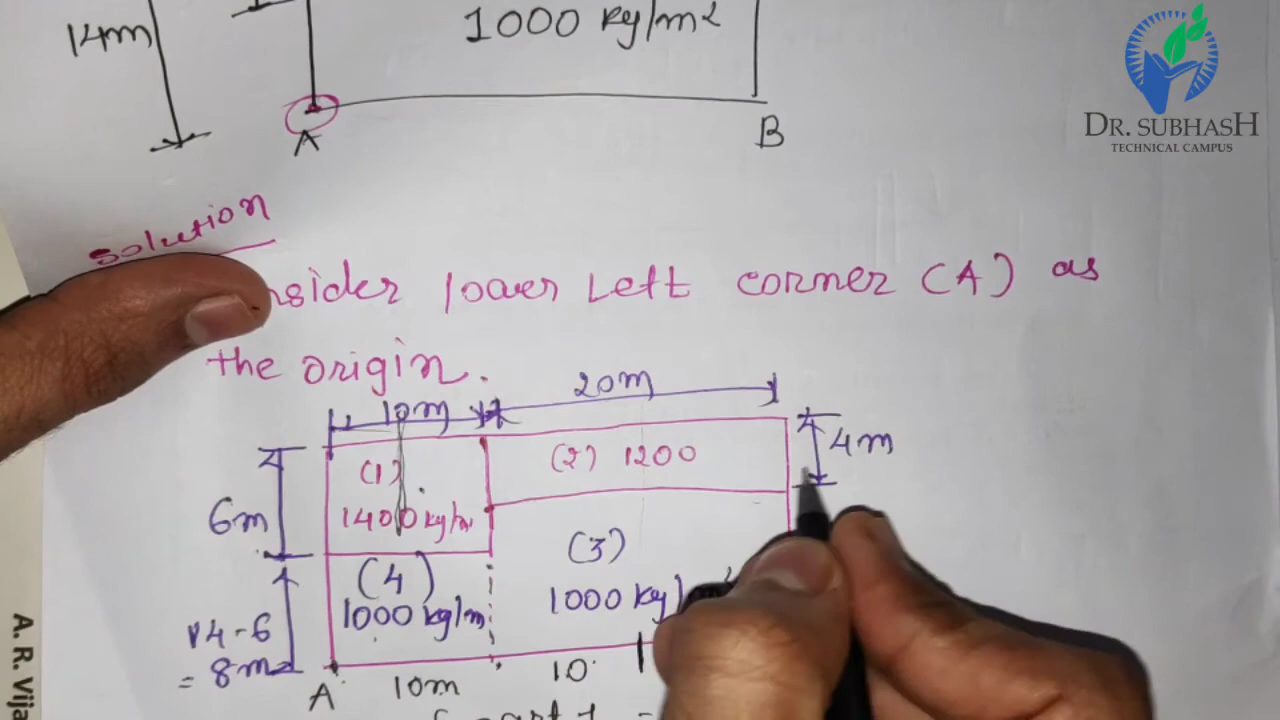 14m
1000 kg/m²
DR. SUBHASH
TECHNICAL CAMPUS
A
B
Solution
nsider lower Left corner (A) as
the origin.
10m
20m
4m
(1)
(2) 1200
6m
1400 kg/m
(3)
(4)
1000 kg/m
1000 kg/
14-6
= 8m
A
10m
10
A. R. Vija